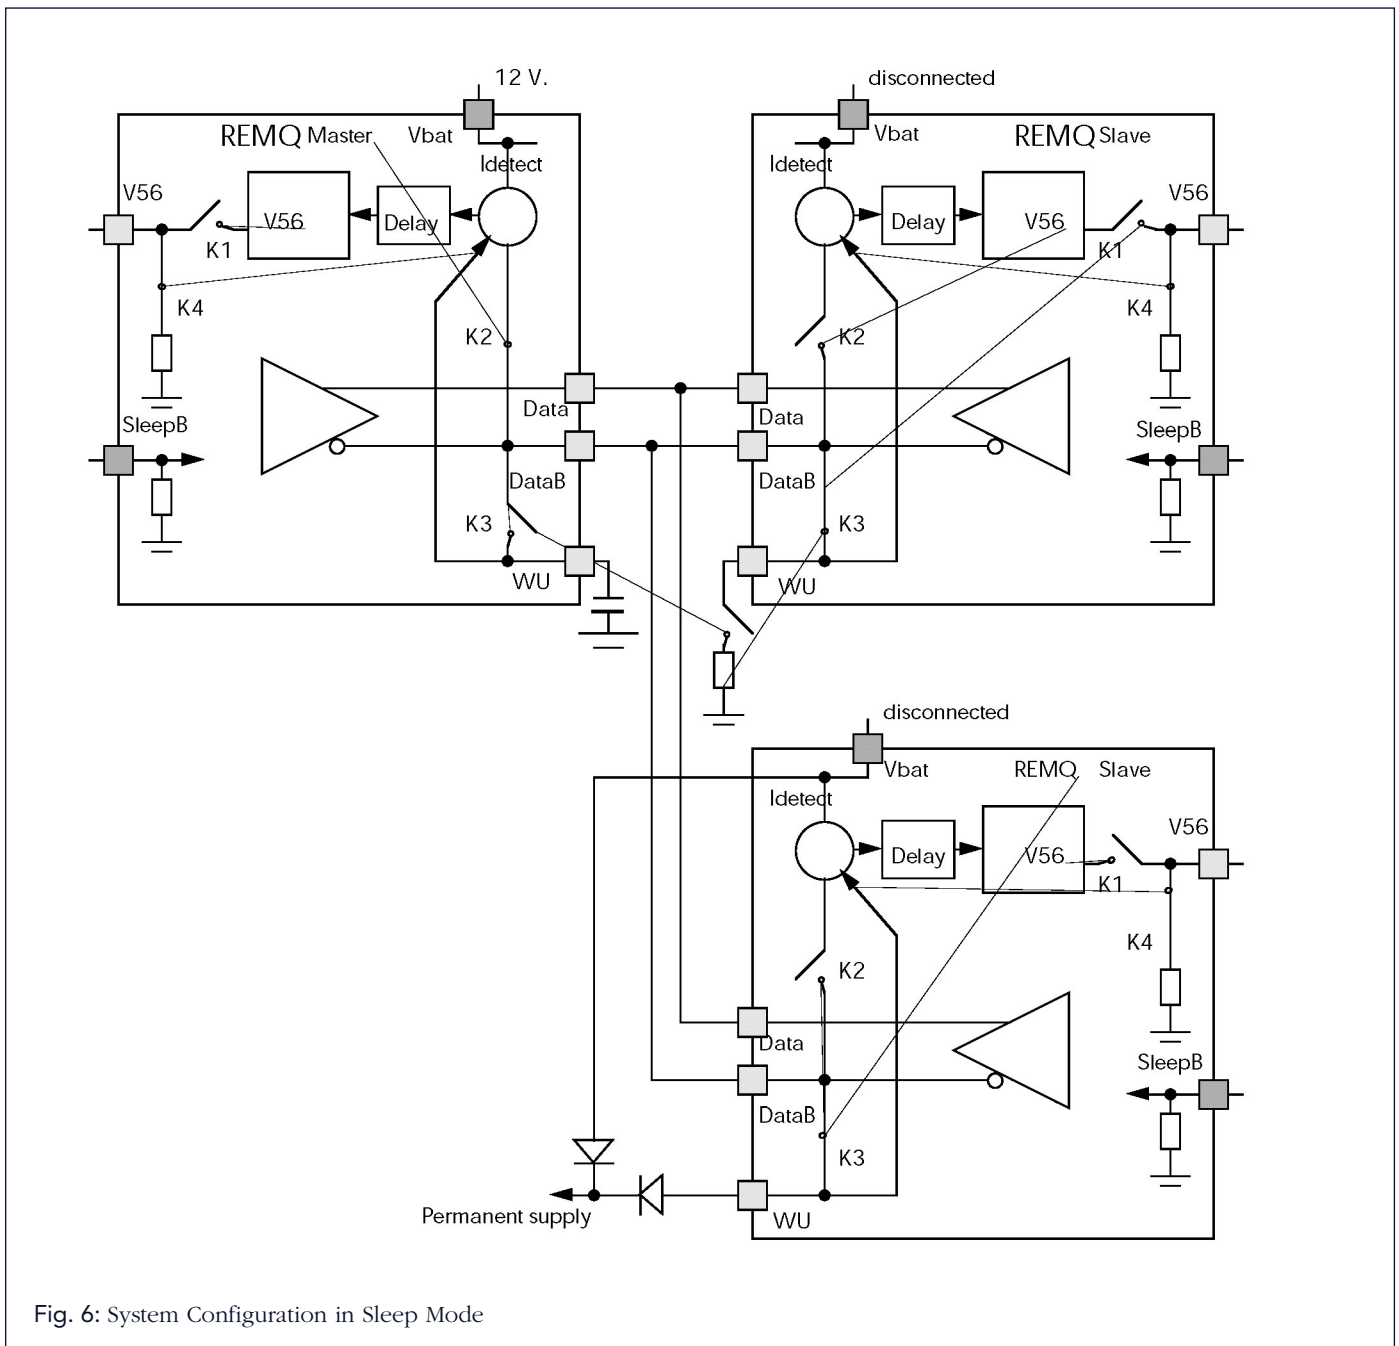 12 V.
REMQ Master
Vbat
Idetect
V56
V56
Delay
K1
K4
K2
Data
SleepB
DataB
K3
WU
disconnected
Vbat
REMQ Slave
Idetect
Delay
V56
V56
K1
K4
K2
Data
SleepB
DataB
K3
WU
disconnected
Vbat
REMQ Slave
Idetect
V56
Delay
V56
K1
K4
K2
Data
SleepB
DataB
K3
Permanent supply
WU
Fig. 6: System Configuration in Sleep Mode